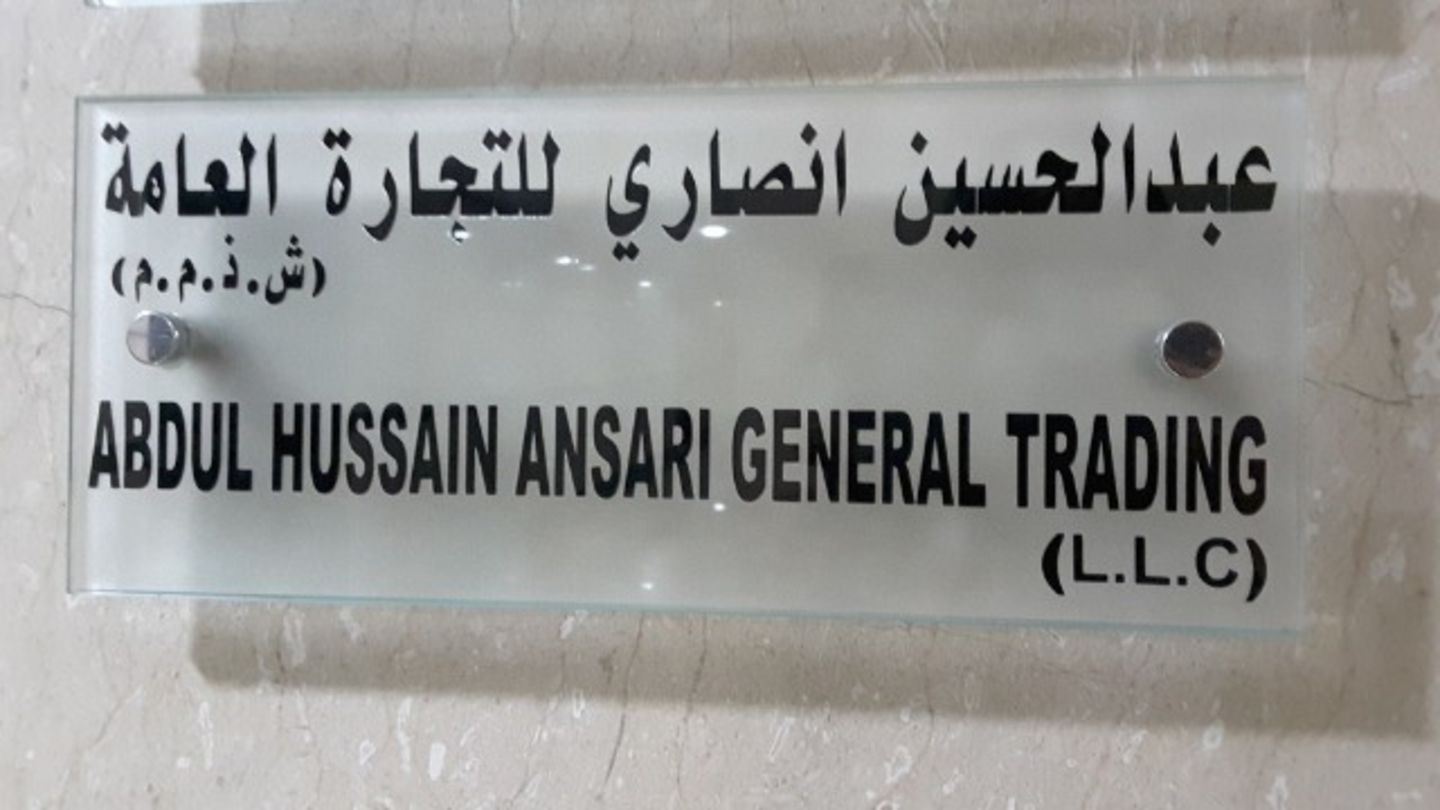 عبدالحسين انصاري للتجارة العامة
(ش.ذ.م.م)
ABDUL HUSSAIN ANSARI GENERAL TRADING
(L.L.C)